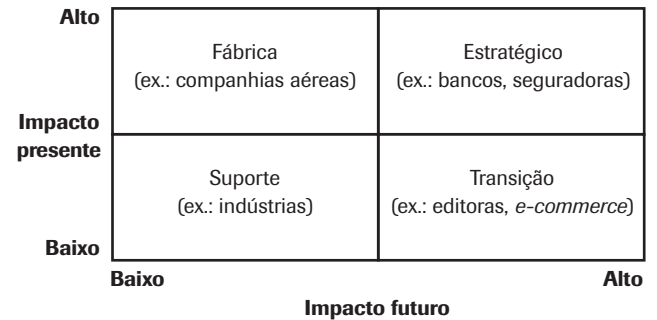 Alto
Fábrica
(ex.: companhias aéreas)
Estratégico
(ex.: bancos, seguradoras)
Impacto
presente
Suporte
(ex.: indústrias)
Transição
(ex.: editoras, e-commerce)
Baixo
Baixo
Alto
Impacto futuro